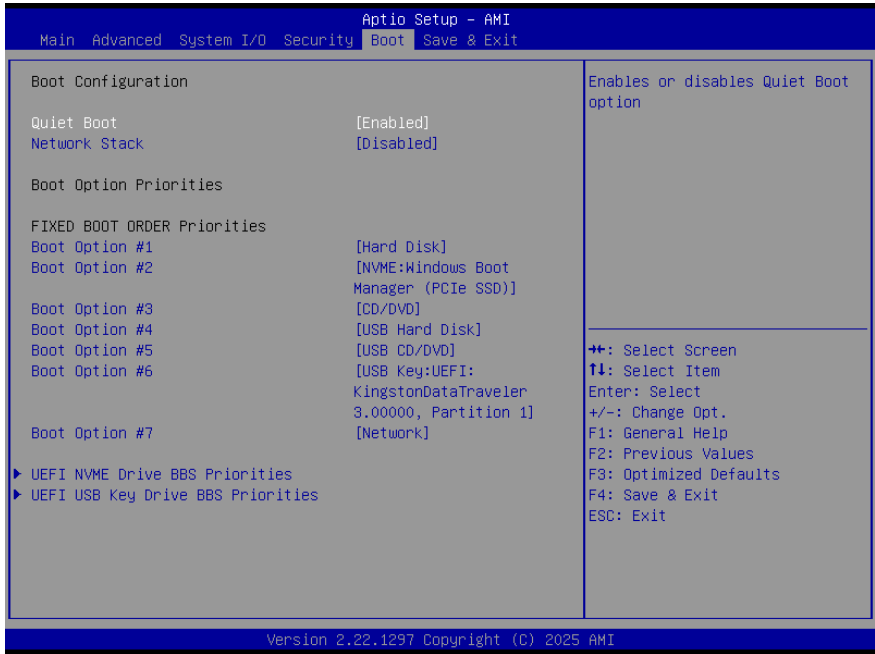 Aptio Setup - AMI
Main Advanced System I/O Security Boot Save & Exit
Boot Configuration
Quiet Boot [Enabled]
Network Stack [Disabled]
Boot Option Priorities
FIXED BOOT ORDER Priorities
Boot Option #1 [Hard Disk]
Boot Option #2 [NVME:Windows Boot
Manager (PCIe SSD)]
Boot Option #3 [CD/DVD]
Boot Option #4 [USB Hard Disk]
Boot Option #5 [USB CD/DVD]
Boot Option #6 [USB Key:UEFI:
KingstonDataTraveler
3.00000, Partition 1]
Boot Option #7 [Network]
UEFI NVME Drive BBS Priorities
UEFI USB Key Drive BBS Priorities
Enables or disables Quiet Boot
option
→←: Select Screen
↑↓: Select Item
Enter: Select
+/-: Change Opt.
F1: General Help
F2: Previous Values
F3: Optimized Defaults
F4: Save & Exit
ESC: Exit
Version 2.22.1297 Copyright (C) 2025 AMI